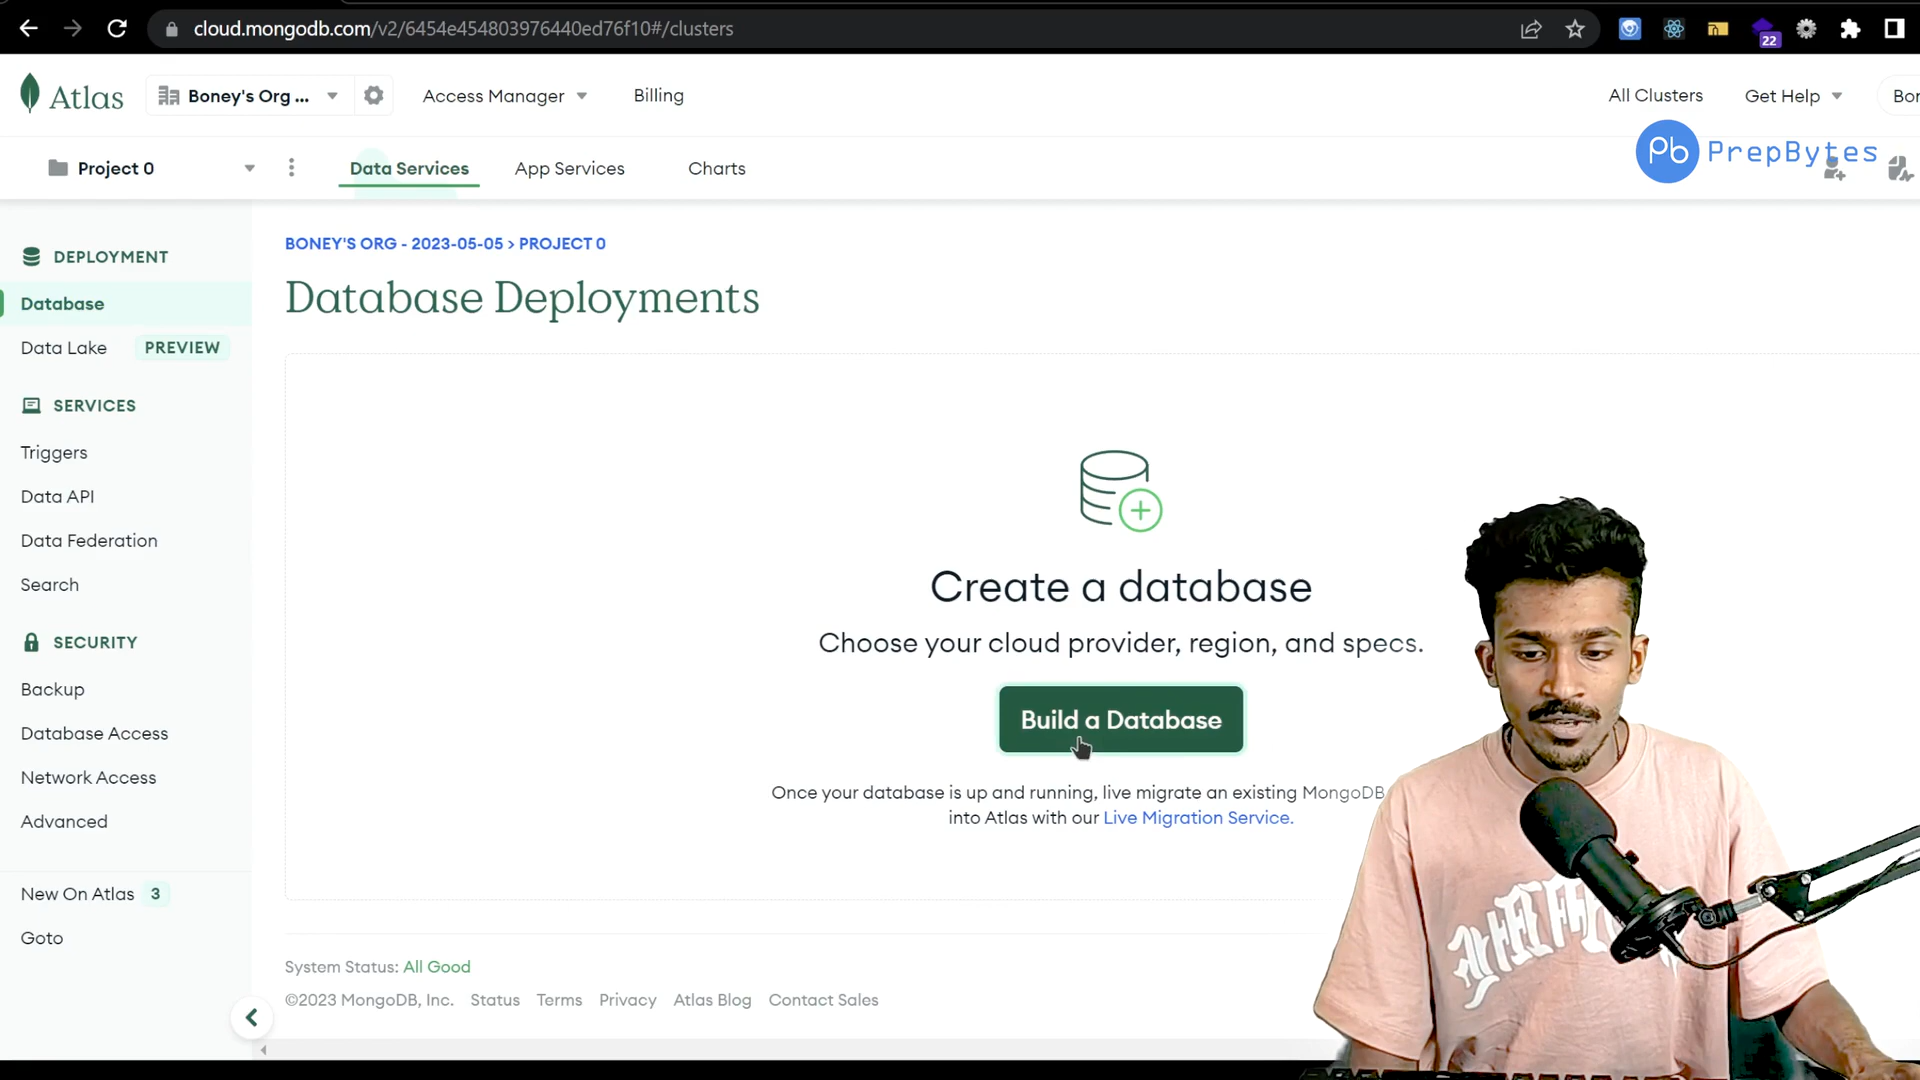 cloud.mongodb.com/v2/6454e454803976440ed76f10#/clusters
22
Atlas
Boney's Org ...
Access Manager
Billing
All Clusters
Get Help
Bor
Project 0
Data Services
App Services
Charts
Pb PrepBytes
DEPLOYMENT
Database
Data Lake PREVIEW
SERVICES
Triggers
Data API
Data Federation
Search
SECURITY
Backup
Database Access
Network Access
Advanced
New On Atlas 3
Goto
BONEY'S ORG - 2023-05-05 > PROJECT 0
Database Deployments
Create a database
Choose your cloud provider, region, and specs.
Build a Database
Once your database is up and running, live migrate an existing MongoDB
into Atlas with our Live Migration Service.
System Status: All Good
©2023 MongoDB, Inc. Status Terms Privacy Atlas Blog Contact Sales